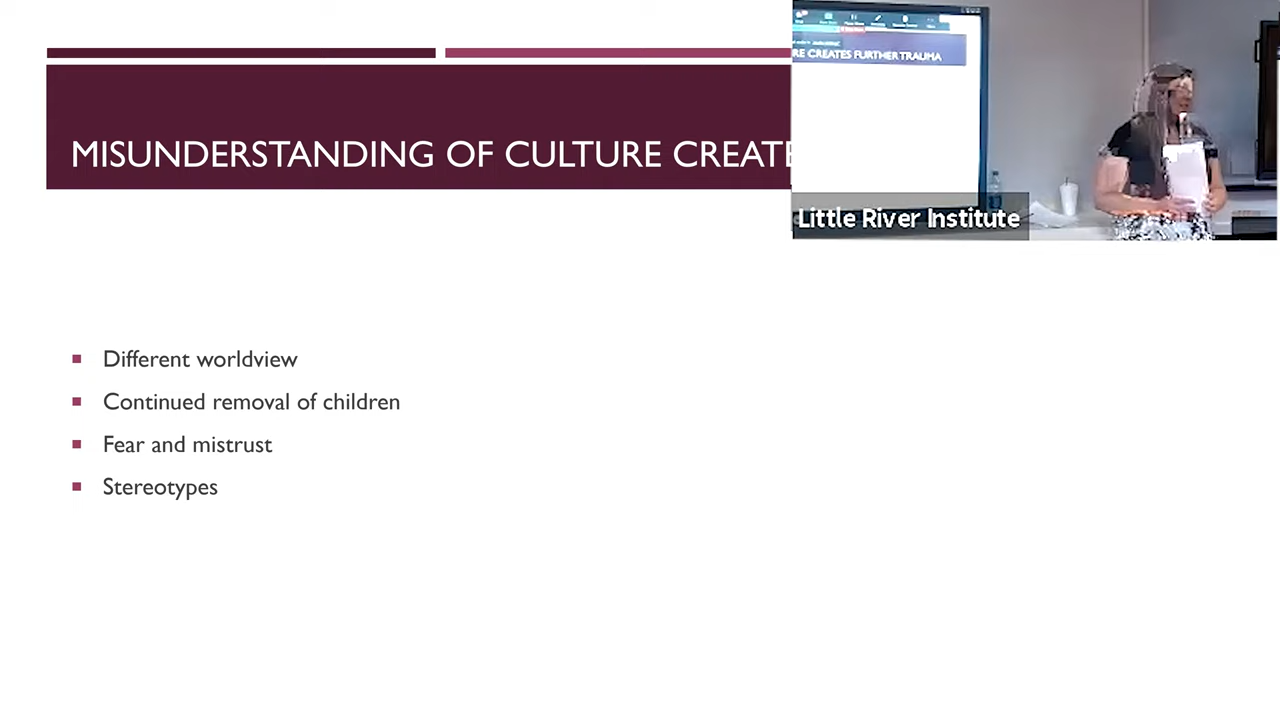 MISUNDERSTANDING OF CULTURE CREATE
RE CREATES FURTHER TRAUMA
Little River Institute
Different worldview
Continued removal of children
Fear and mistrust
Stereotypes